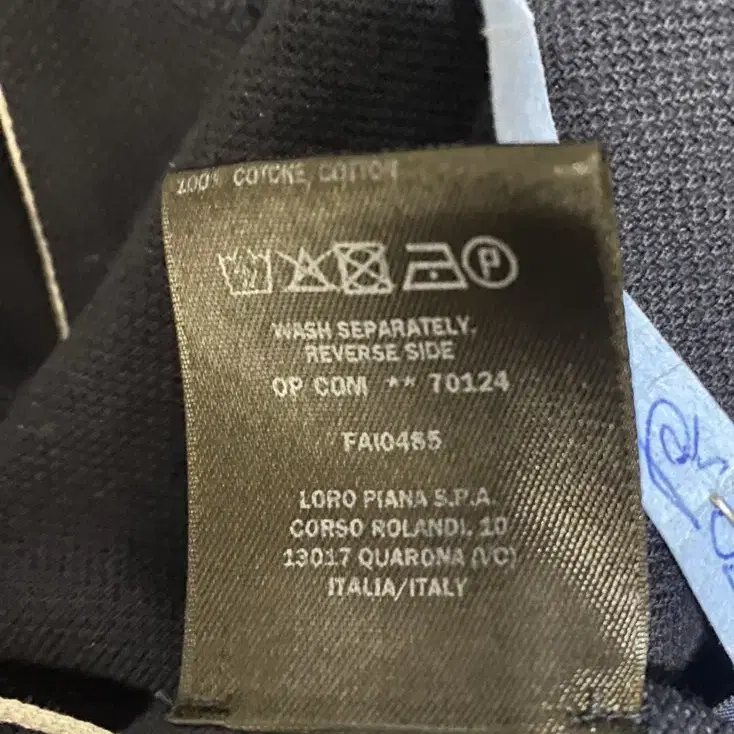 100% COTONE, COTTON
P
WASH SEPARATELY.
REVERSE SIDE
OP COM ** 70124
FAI0485
LORO PIANA S.P.A.
CORSO ROLANDI, 10
13017 QUARONA (VC)
ITALIA/ITALY